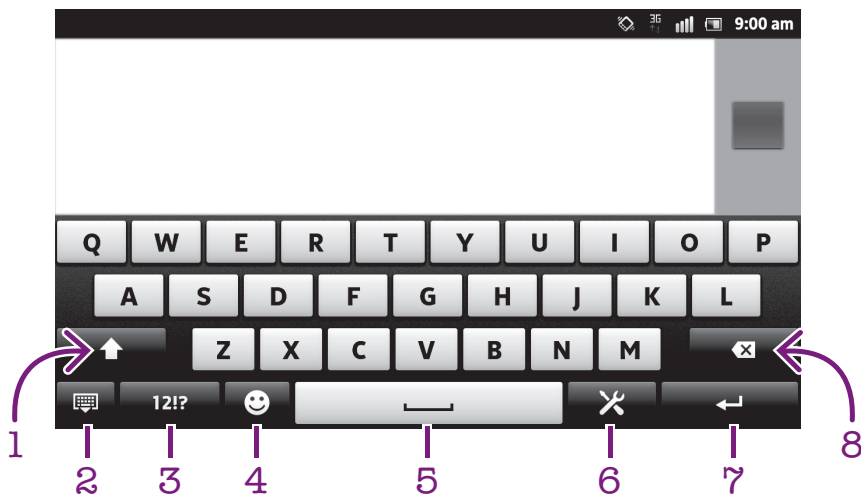 3G 9:00 am
Q W E R T Y U I O P
A S D F G H J K L
Z X C V B N M
12!?
1 8
2 3 4 5 6 7